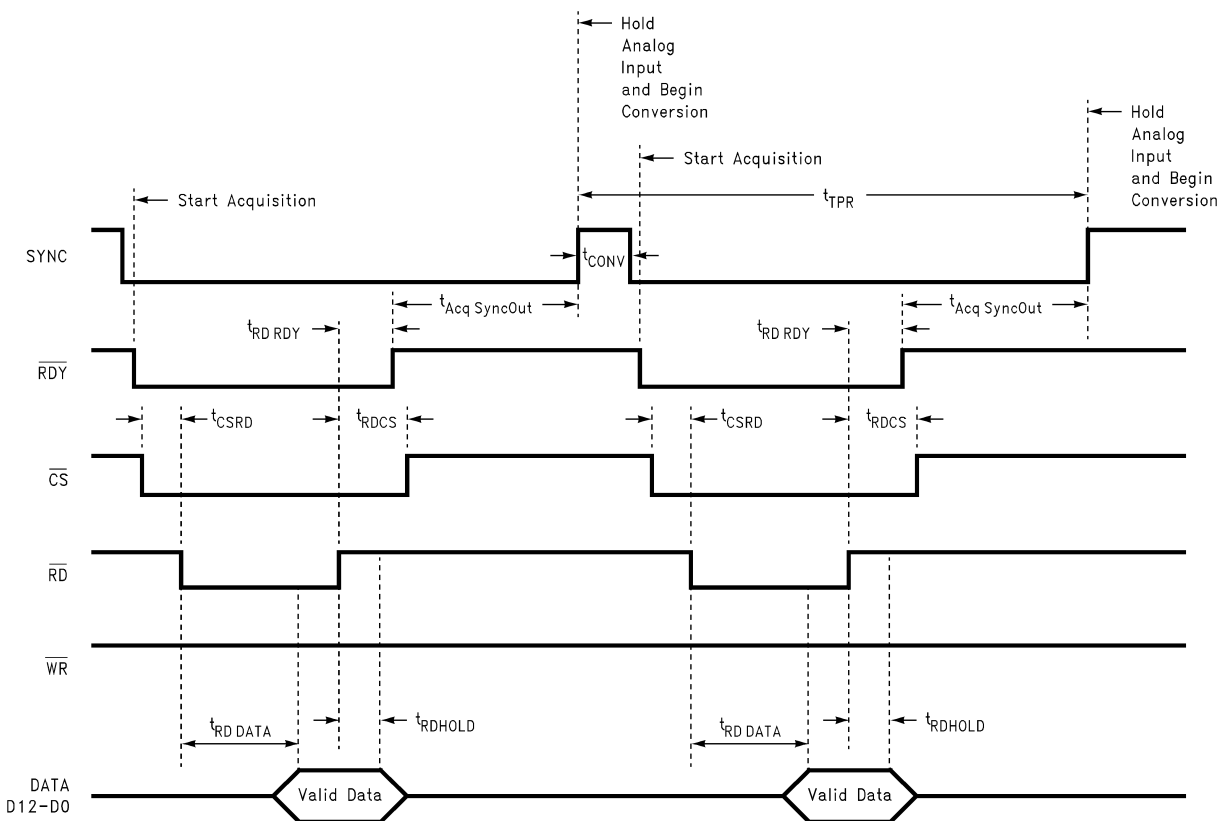 Hold
Analog
Input
and Begin
Conversion
Hold
Analog
Input
and Begin
Conversion
Start Acquisition
Start Acquisition
tTPR
SYNC
tCONV
tAcq SyncOut
tAcq SyncOut
tRD RDY
tRD RDY
RDY
tCSRD
tRDCS
tCSRD
tRDCS
CS
RD
WR
tRD DATA
tRDHOLD
tRD DATA
tRDHOLD
DATA
D12-D0
Valid Data
Valid Data